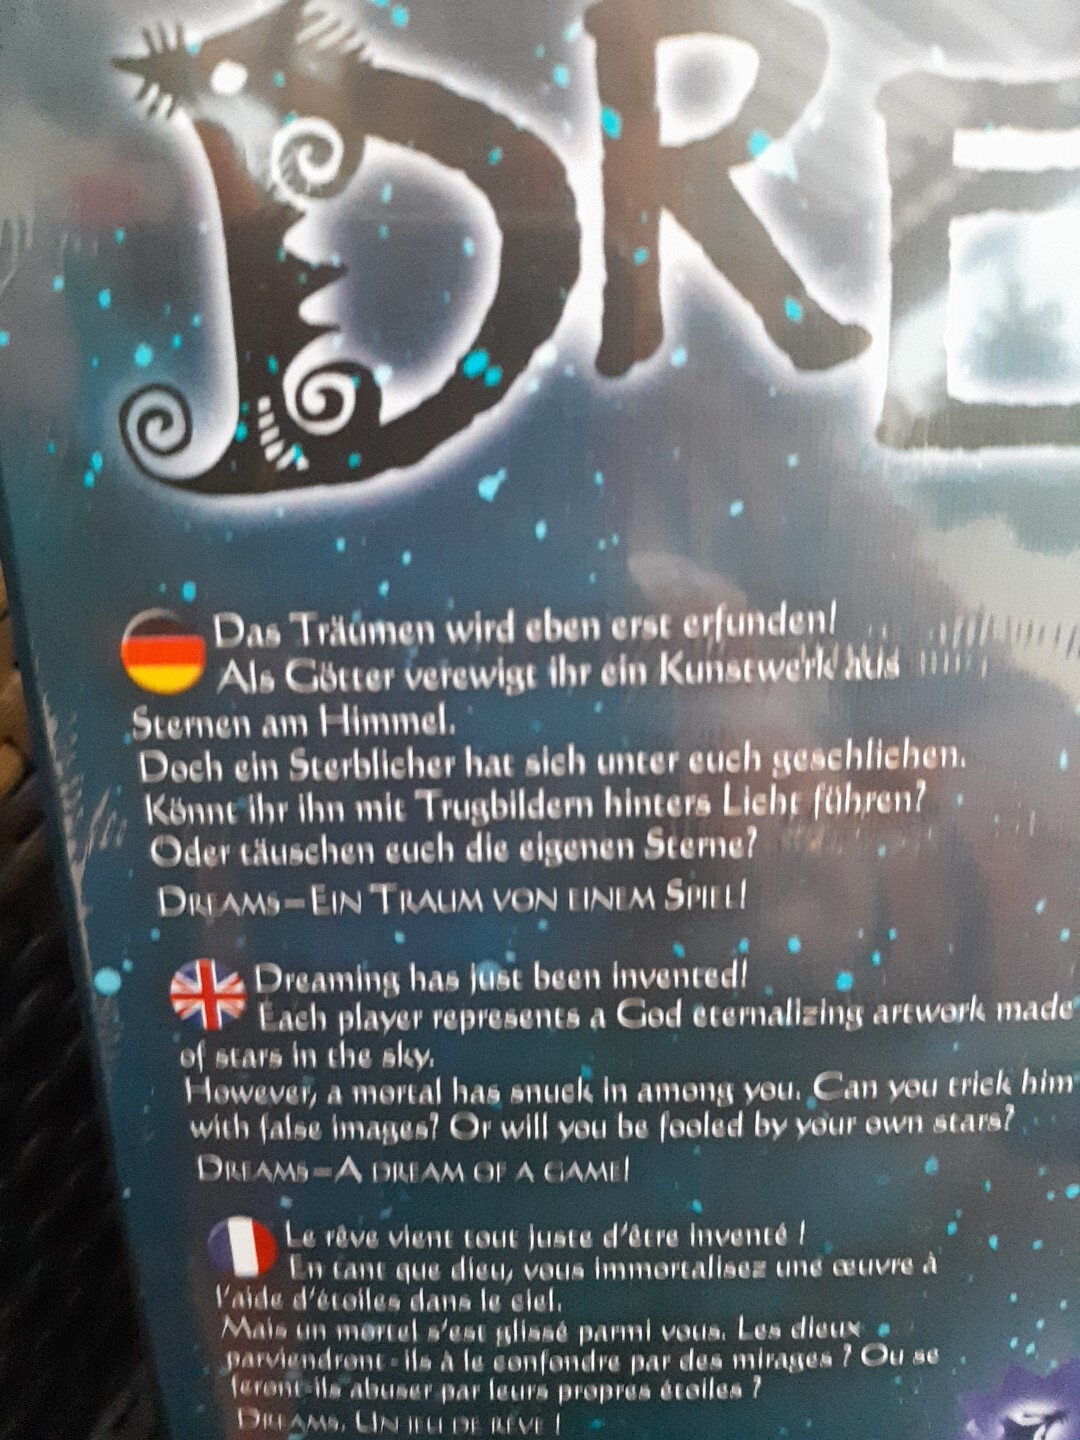 DRE
Das Träumen wird eben erst erfunden!
Als Götter verewigt ihr ein Kunstwerk aus
Sternen am Himmel.
Doch ein Sterblicher hat sich unter euch geschlichen.
Könnt ihr ihn mit Trugbildern hinters Licht führen?
Oder täuschen euch die eigenen Sterne?
DREAMS – EIN TRAUM VON EINEM SPIEL!
Dreaming has just been invented!
Each player represents a God eternalizing artwork made
of stars in the sky.
However, a mortal has snuck in among you. Can you trick him
with false images? Or will you be fooled by your own stars?
DREAMS – A DREAM OF A GAME!
Le rêve vient tout juste d'être inventé !
En tant que dieu, vous immortalisez une œuvre à
l'aide d'étoiles dans le ciel.
Mais un mortel s'est glissé parmi vous. Les dieux
parviendront-ils à le confondre par des mirages ? Ou se
feront-ils abuser par leurs propres étoiles ?
DREAMS. UN JEU DE RÊVE !